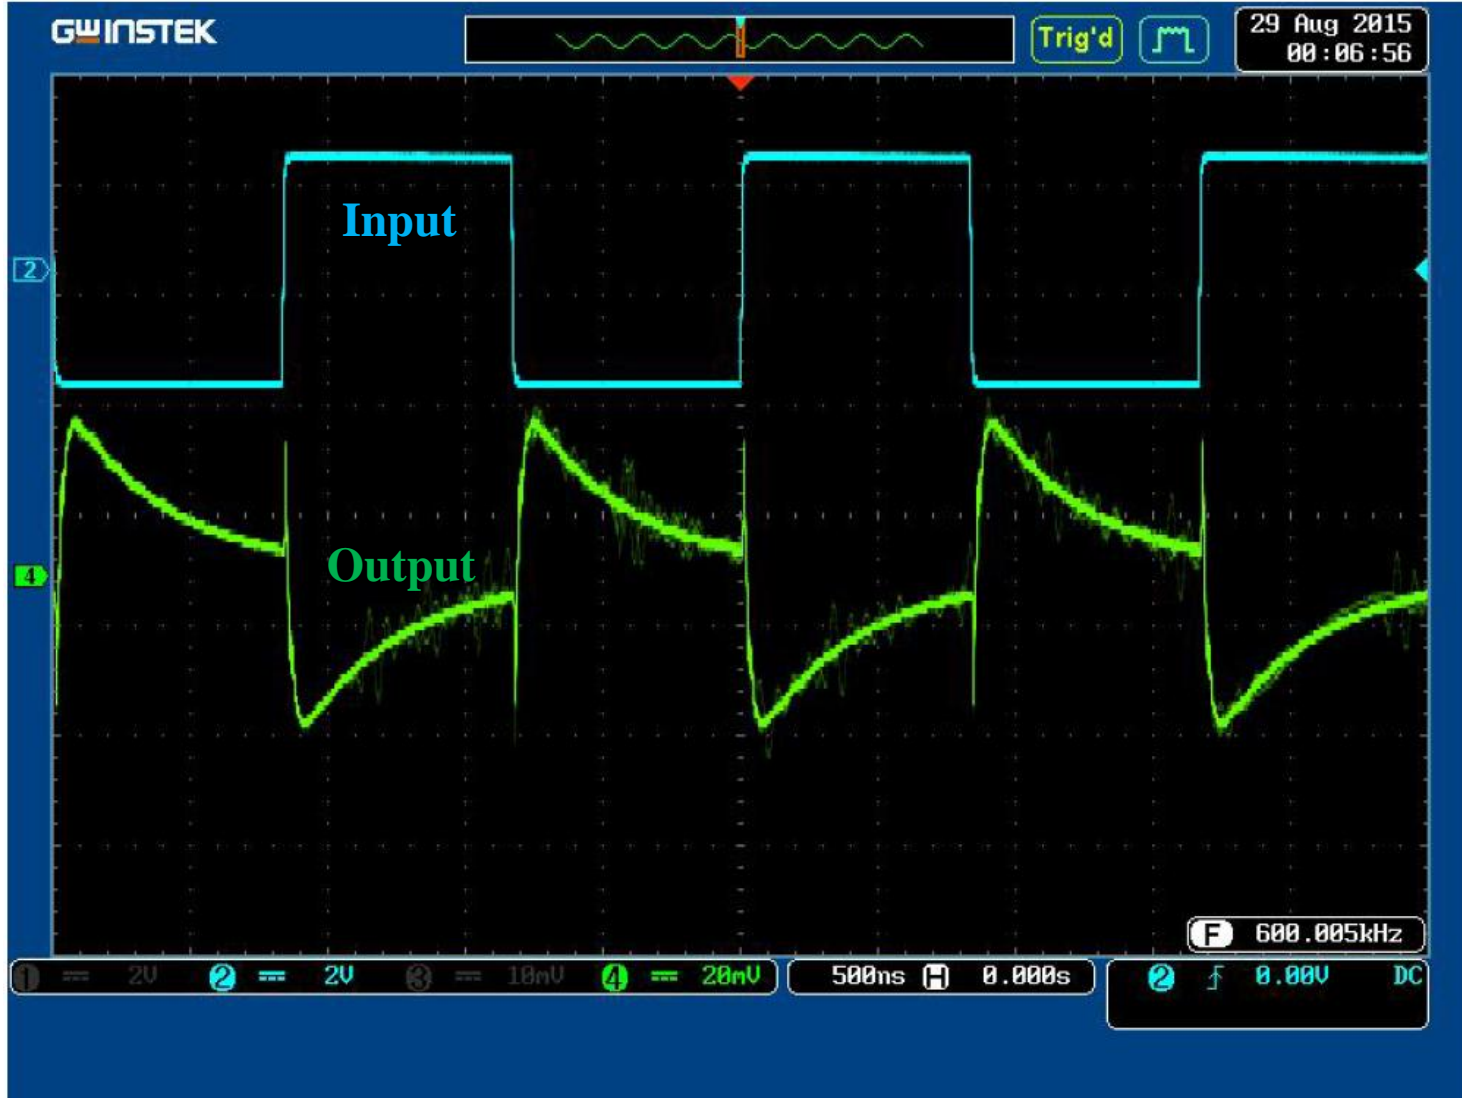 GWINSTEK
Trig'd
29 Aug 2015
00:06:56
2
Input
Output
4
F 600.005kHz
1 2V 2 2V 3 10mV 4 20mV
500ns H 0.000s
2 0.00V DC